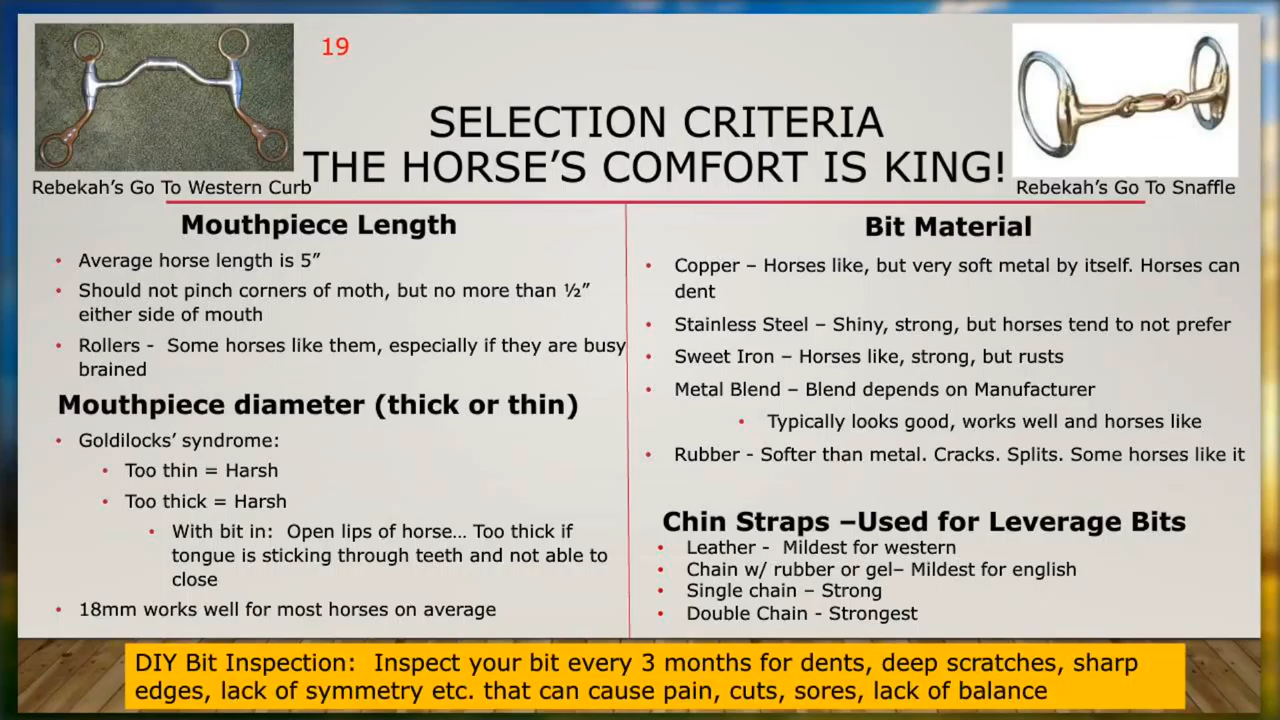 19
SELECTION CRITERIA
THE HORSE'S COMFORT IS KING!
Rebekah's Go To Western Curb
Rebekah's Go To Snaffle
Mouthpiece Length
• Average horse length is 5”
• Should not pinch corners of moth, but no more than ½”
either side of mouth
• Rollers - Some horses like them, especially if they are busy
brained
Mouthpiece diameter (thick or thin)
• Goldilocks’ syndrome:
• Too thin = Harsh
• Too thick = Harsh
• With bit in: Open lips of horse… Too thick if
tongue is sticking through teeth and not able to
close
• 18mm works well for most horses on average
Bit Material
• Copper – Horses like, but very soft metal by itself. Horses can
dent
• Stainless Steel – Shiny, strong, but horses tend to not prefer
• Sweet Iron – Horses like, strong, but rusts
• Metal Blend – Blend depends on Manufacturer
• Typically looks good, works well and horses like
• Rubber - Softer than metal. Cracks. Splits. Some horses like it
Chin Straps –Used for Leverage Bits
• Leather - Mildest for western
• Chain w/ rubber or gel– Mildest for english
• Single chain – Strong
• Double Chain - Strongest
DIY Bit Inspection: Inspect your bit every 3 months for dents, deep scratches, sharp
edges, lack of symmetry etc. that can cause pain, cuts, sores, lack of balance